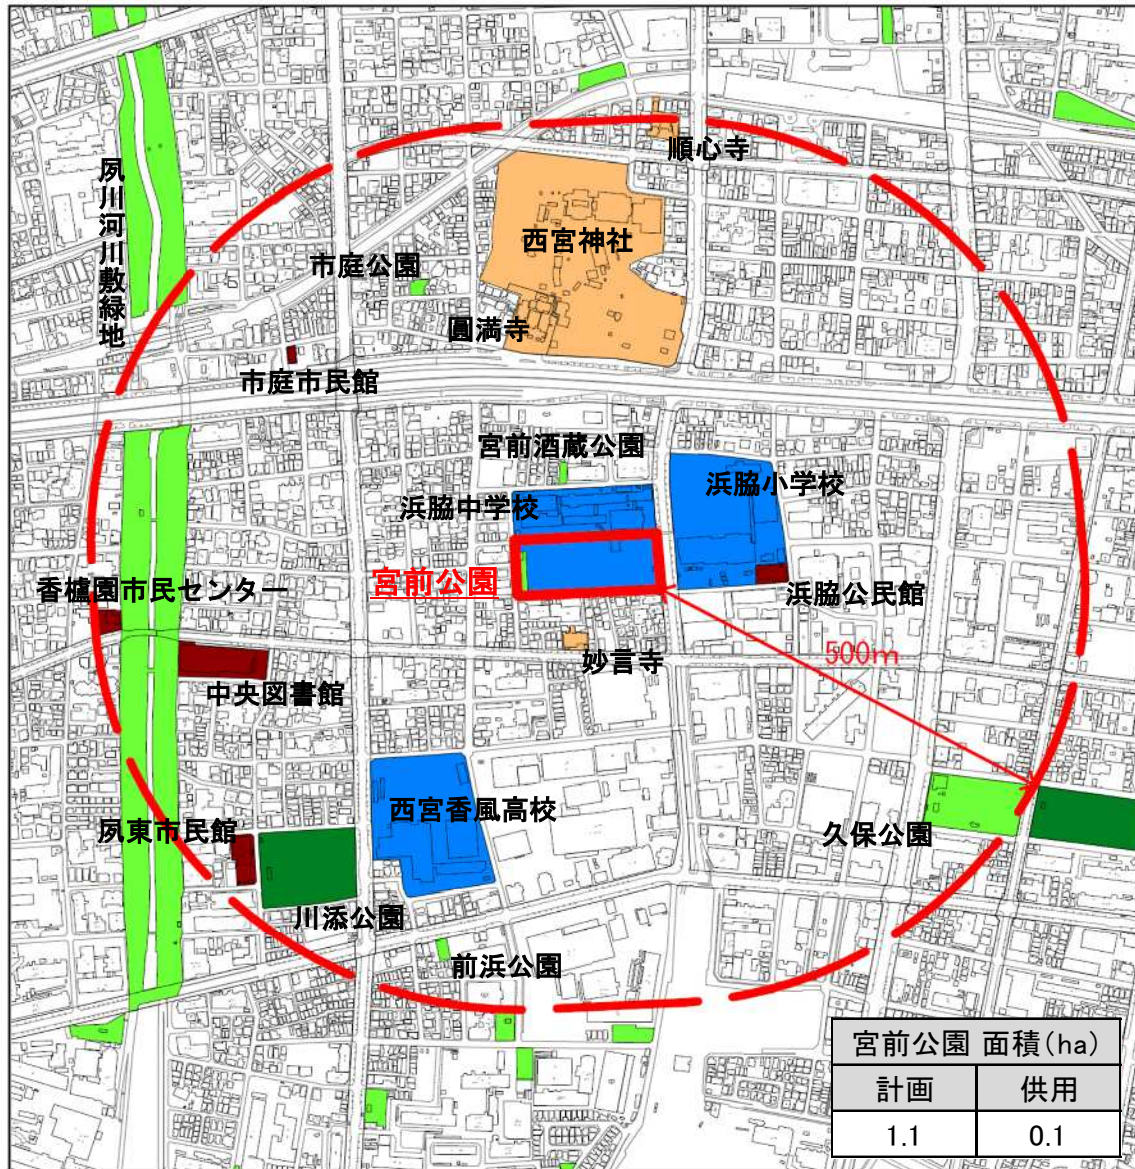 順心寺
夙川河川敷緑地
西宮神社
市庭公園
圓満寺
市庭市民館
宮前酒蔵公園
浜脇小学校
浜脇中学校
宮前公園
香櫨園市民センター
浜脇公民館
妙言寺
500m
中央図書館
西宮香風高校
夙東市民館
久保公園
川添公園
前浜公園
宮前公園 面積(ha)
計画 供用
1.1 0.1